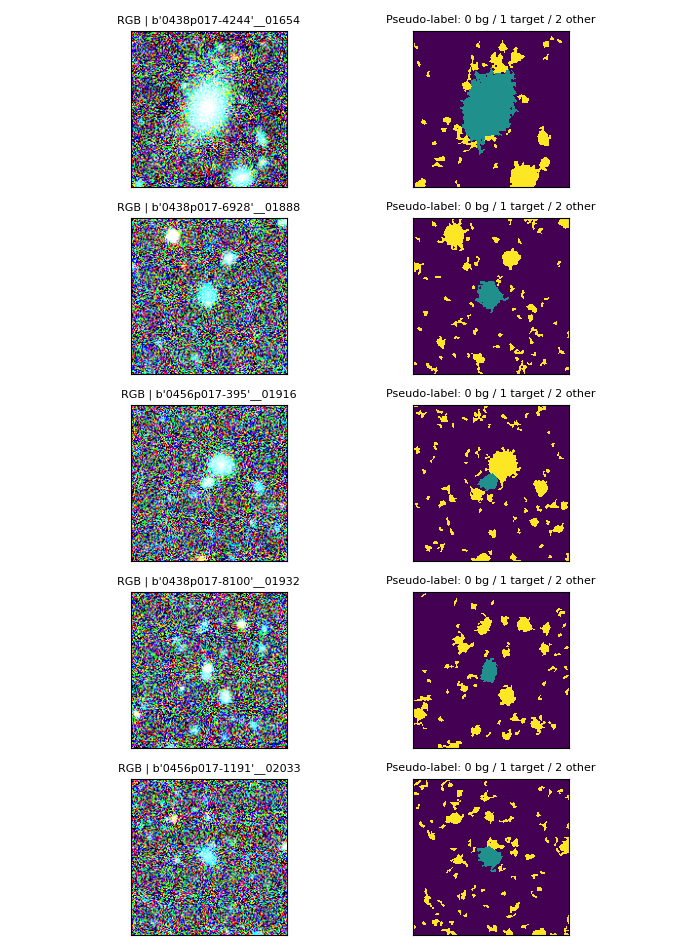 RGB | b'0438p017-4244'__01654
Pseudo-label: 0 bg / 1 target / 2 other
RGB | b'0438p017-6928'__01888
Pseudo-label: 0 bg / 1 target / 2 other
RGB | b'0456p017-395'__01916
Pseudo-label: 0 bg / 1 target / 2 other
RGB | b'0438p017-8100'__01932
Pseudo-label: 0 bg / 1 target / 2 other
RGB | b'0456p017-1191'__02033
Pseudo-label: 0 bg / 1 target / 2 other